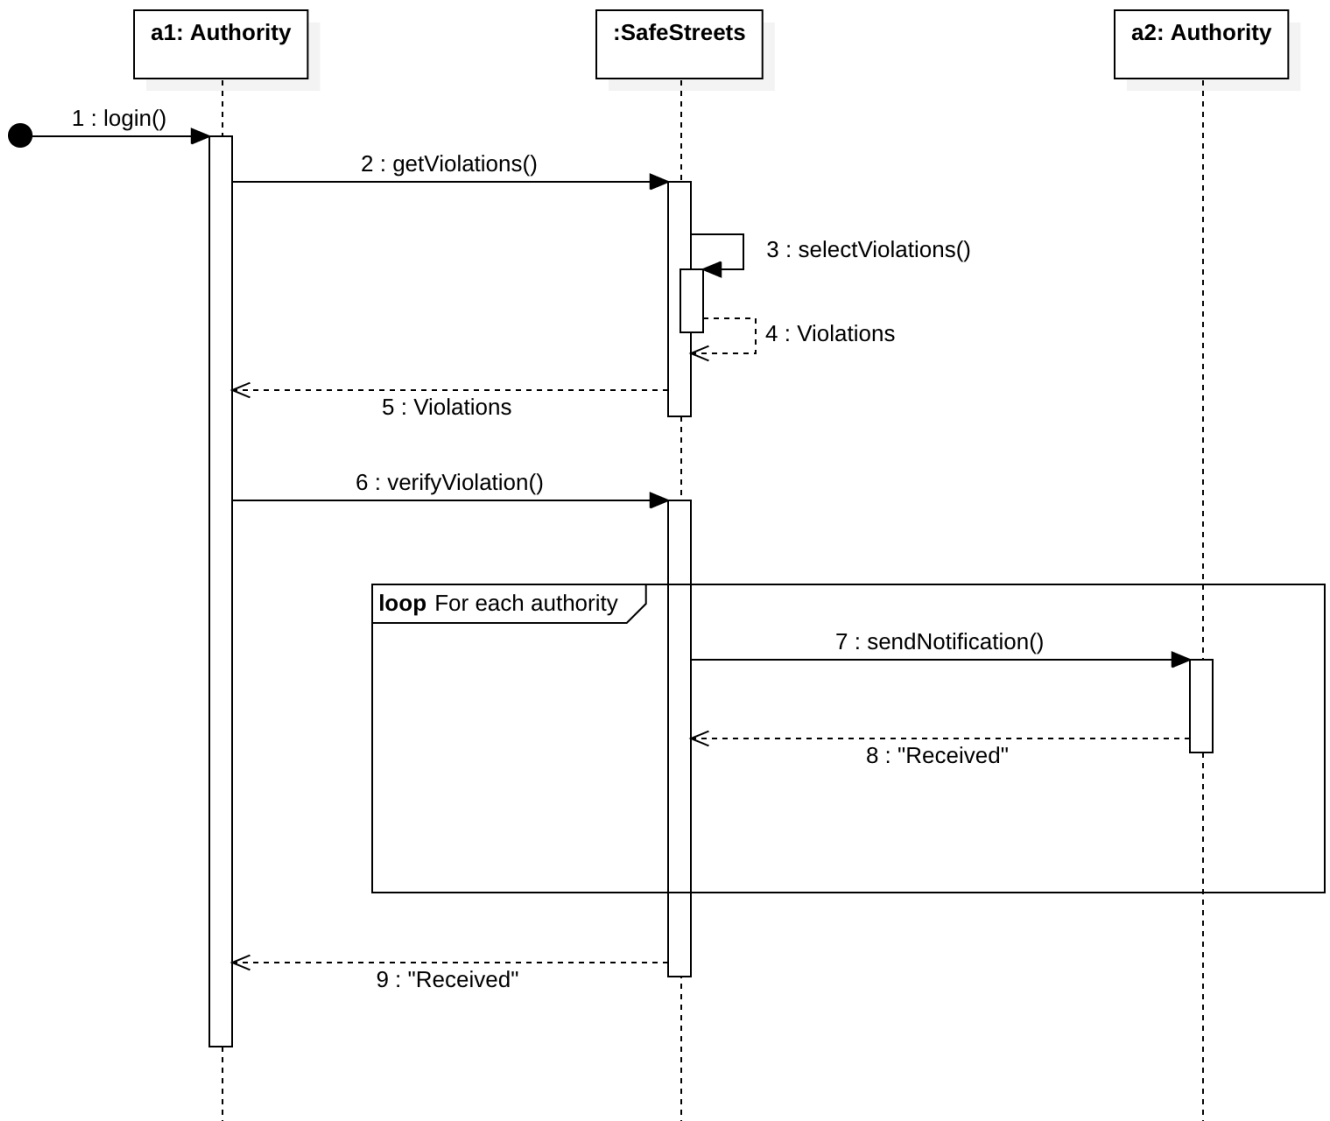 a1: Authority
:SafeStreets
a2: Authority
1 : login()
2 : getViolations()
3 : selectViolations()
4 : Violations
5 : Violations
6 : verifyViolation()
loop For each authority
7 : sendNotification()
8 : "Received"
9 : "Received"